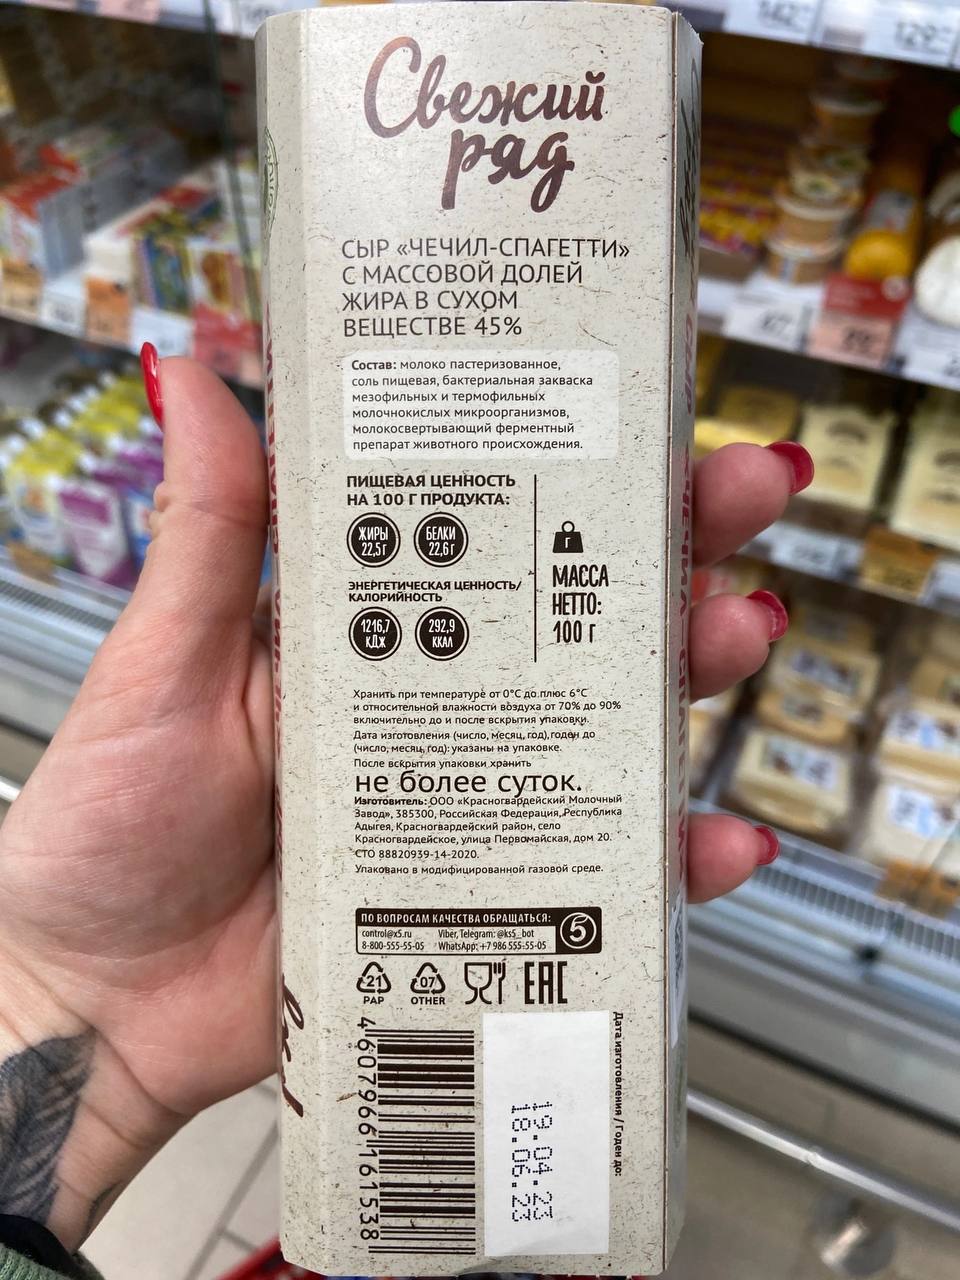 Свежий
ряд
СЫР «ЧЕЧИЛ-СПАГЕТТИ»
С МАССОВОЙ ДОЛЕЙ
ЖИРА В СУХОМ
ВЕЩЕСТВЕ 45%
Состав: молоко пастеризованное,
соль пищевая, бактериальная закваска
мезофильных и термофильных
молочнокислых микроорганизмов,
молокосвертывающий ферментный
препарат животного происхождения.
ПИЩЕВАЯ ЦЕННОСТЬ
НА 100 Г ПРОДУКТА:
ЖИРЫ
22,5 г
БЕЛКИ
22,6 г
ЭНЕРГЕТИЧЕСКАЯ ЦЕННОСТЬ/
КАЛОРИЙНОСТЬ
1216,7
кДж
292,9
ккал
г
МАССА
НЕТТО:
100 г
Хранить при температуре от 0°С до плюс 6°С
и относительной влажности воздуха от 70% до 90%
включительно до и после вскрытия упаковки.
Дата изготовления (число, месяц, год), годен до
(число, месяц, год): указаны на упаковке.
После вскрытия упаковки хранить
не более суток.
Изготовитель: ООО «Красногвардейский Молочный
Завод», 385300, Российская Федерация, Республика
Адыгея, Красногвардейский район, село
Красногвардейское, улица Первомайская, дом 20.
СТО 88820939-14-2020.
Упаковано в модифицированной газовой среде.
ПО ВОПРОСАМ КАЧЕСТВА ОБРАЩАТЬСЯ:
control@x5.ru Viber, Telegram: @ks5_bot
8-800-555-55-05 WhatsApp: +7 986 555-55-05
5
21
PAP
07
OTHER
EAC
4607966161538
Дата изготовления / Годен до:
19.04.23
18.06.23